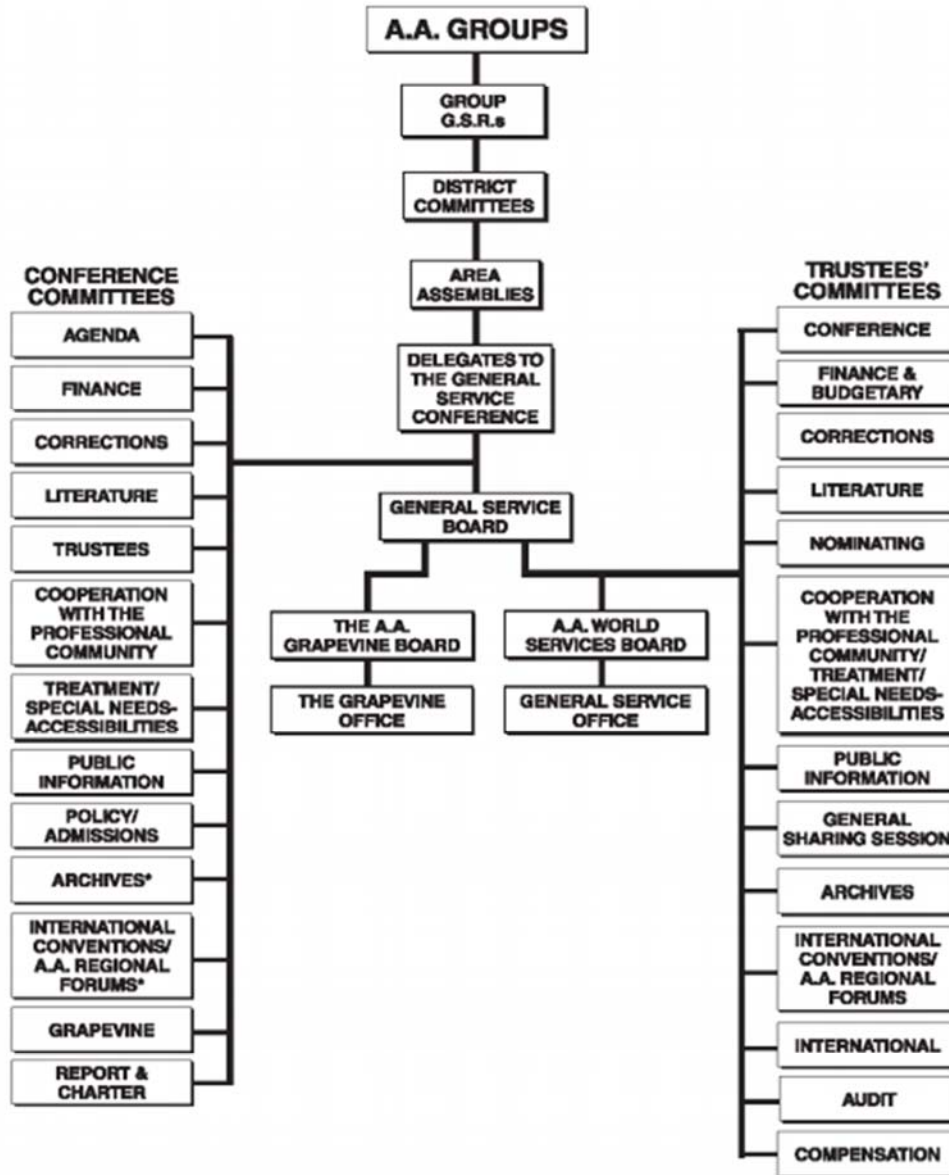 A.A. GROUPS
GROUP
G.S.R.s
DISTRICT
COMMITTEES
AREA
ASSEMBLIES
DELEGATES TO
THE GENERAL
SERVICE
CONFERENCE
GENERAL SERVICE
BOARD
THE A.A.
GRAPEVINE BOARD
THE GRAPEVINE
OFFICE
A.A. WORLD
SERVICES BOARD
GENERAL SERVICE
OFFICE
CONFERENCE
COMMITTEES
AGENDA
FINANCE
CORRECTIONS
LITERATURE
TRUSTEES
COOPERATION
WITH THE
PROFESSIONAL
COMMUNITY
TREATMENT/
SPECIAL NEEDS-
ACCESSIBILITIES
PUBLIC
INFORMATION
POLICY/
ADMISSIONS
ARCHIVES*
INTERNATIONAL
CONVENTIONS/
A.A. REGIONAL
FORUMS*
GRAPEVINE
REPORT &
CHARTER
TRUSTEES'
COMMITTEES
CONFERENCE
FINANCE &
BUDGETARY
CORRECTIONS
LITERATURE
NOMINATING
COOPERATION
WITH THE
PROFESSIONAL
COMMUNITY/
TREATMENT/
SPECIAL NEEDS-
ACCESSIBILITIES
PUBLIC
INFORMATION
GENERAL
SHARING SESSION
ARCHIVES
INTERNATIONAL
CONVENTIONS/
A.A. REGIONAL
FORUMS
INTERNATIONAL
AUDIT
COMPENSATION